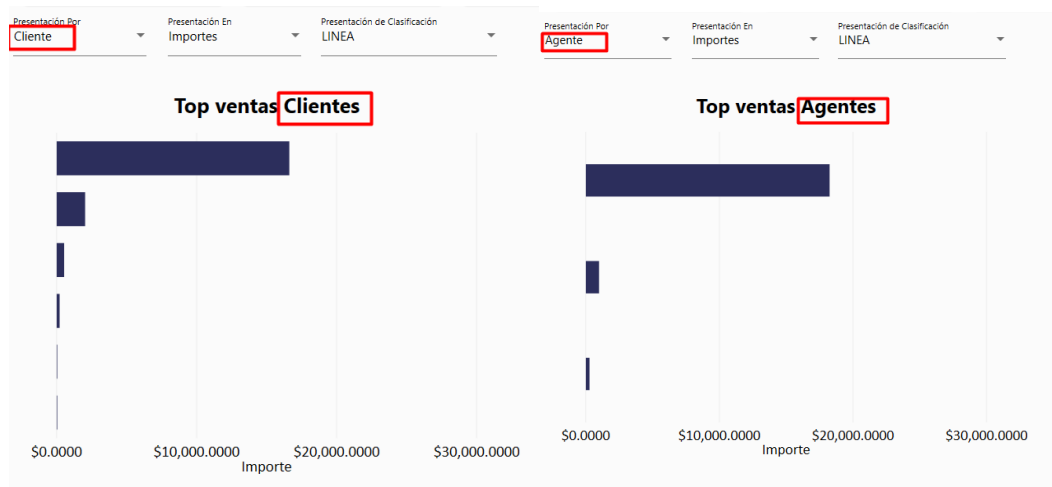 Presentación Por
Cliente
Presentación En
Importes
Presentación de Clasificación
LINEA
Top ventas Clientes
$0.0000
$10,000.0000
$20,000.0000
$30,000.0000
Importe
Presentación Por
Agente
Presentación En
Importes
Presentación de Clasificación
LINEA
Top ventas Agentes
$0.0000
$10,000.0000
$20,000.0000
$30,000.0000
Importe